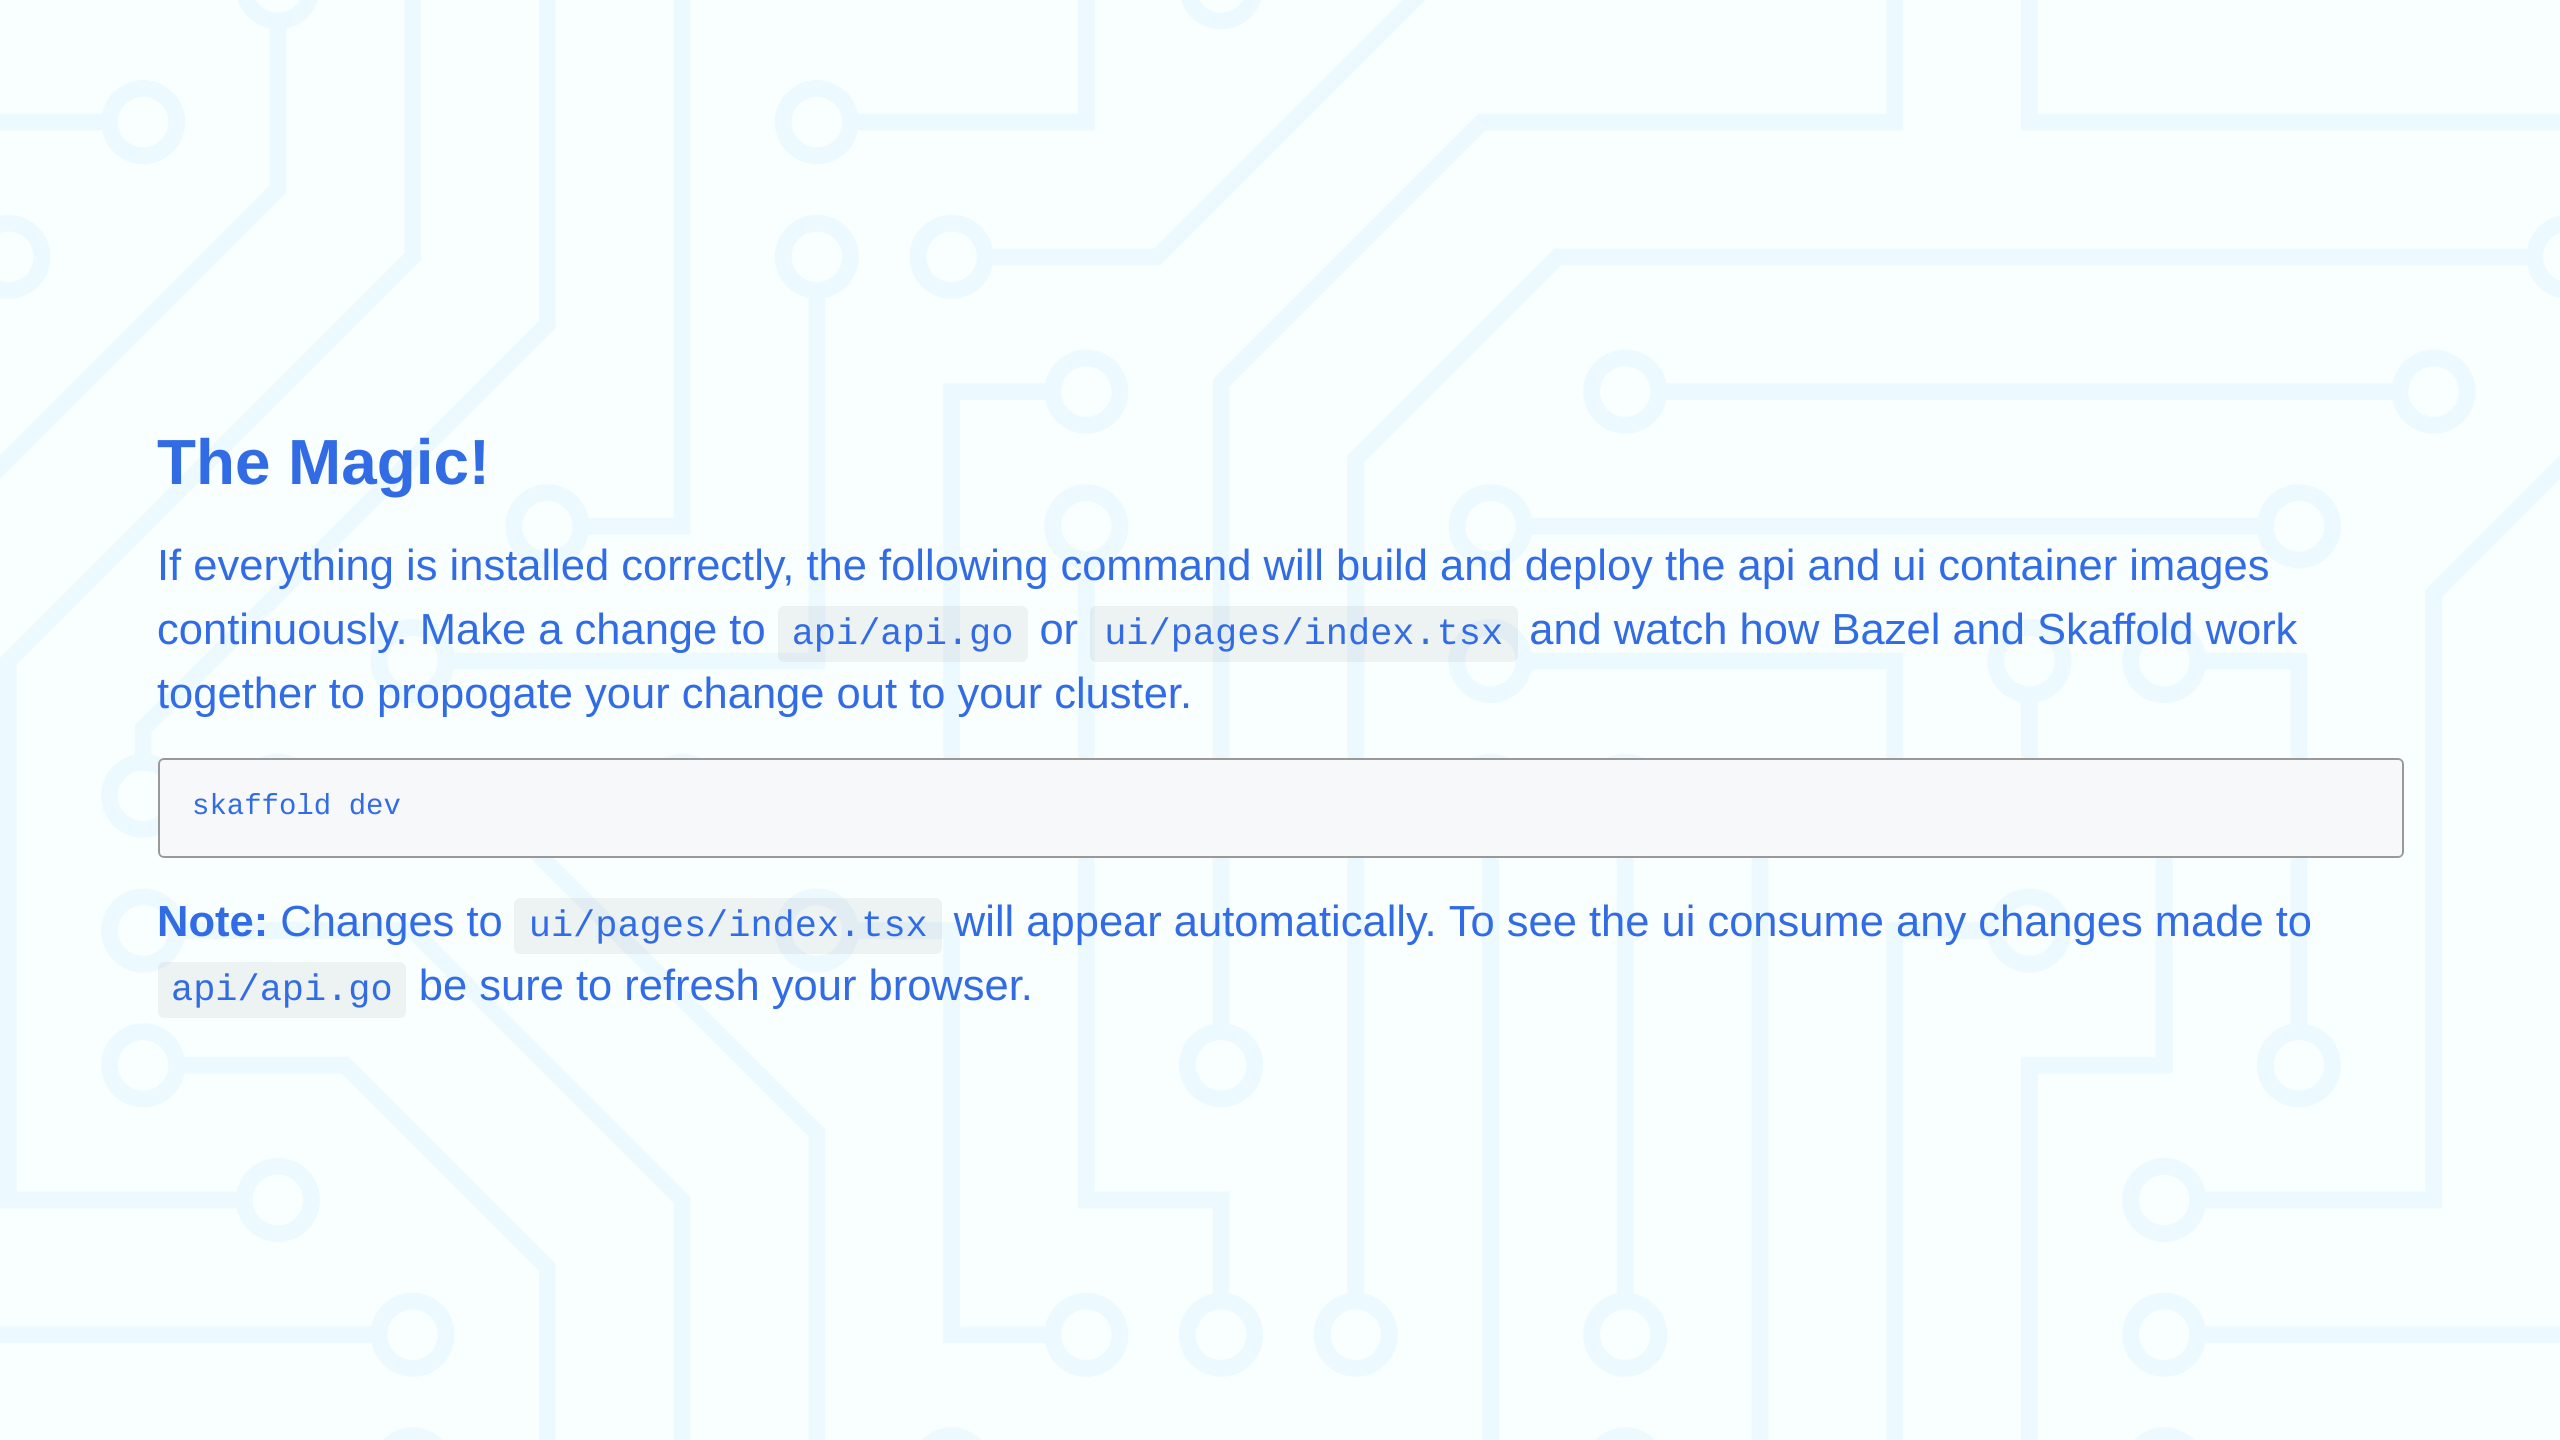 The Magic!
If everything is installed correctly, the following command will build and deploy the api and ui container images
continuously. Make a change to api/api.go or ui/pages/index.tsx and watch how Bazel and Skaffold work
together to propogate your change out to your cluster.
skaffold dev
Note: Changes to ui/pages/index.tsx will appear automatically. To see the ui consume any changes made to
api/api.go be sure to refresh your browser.